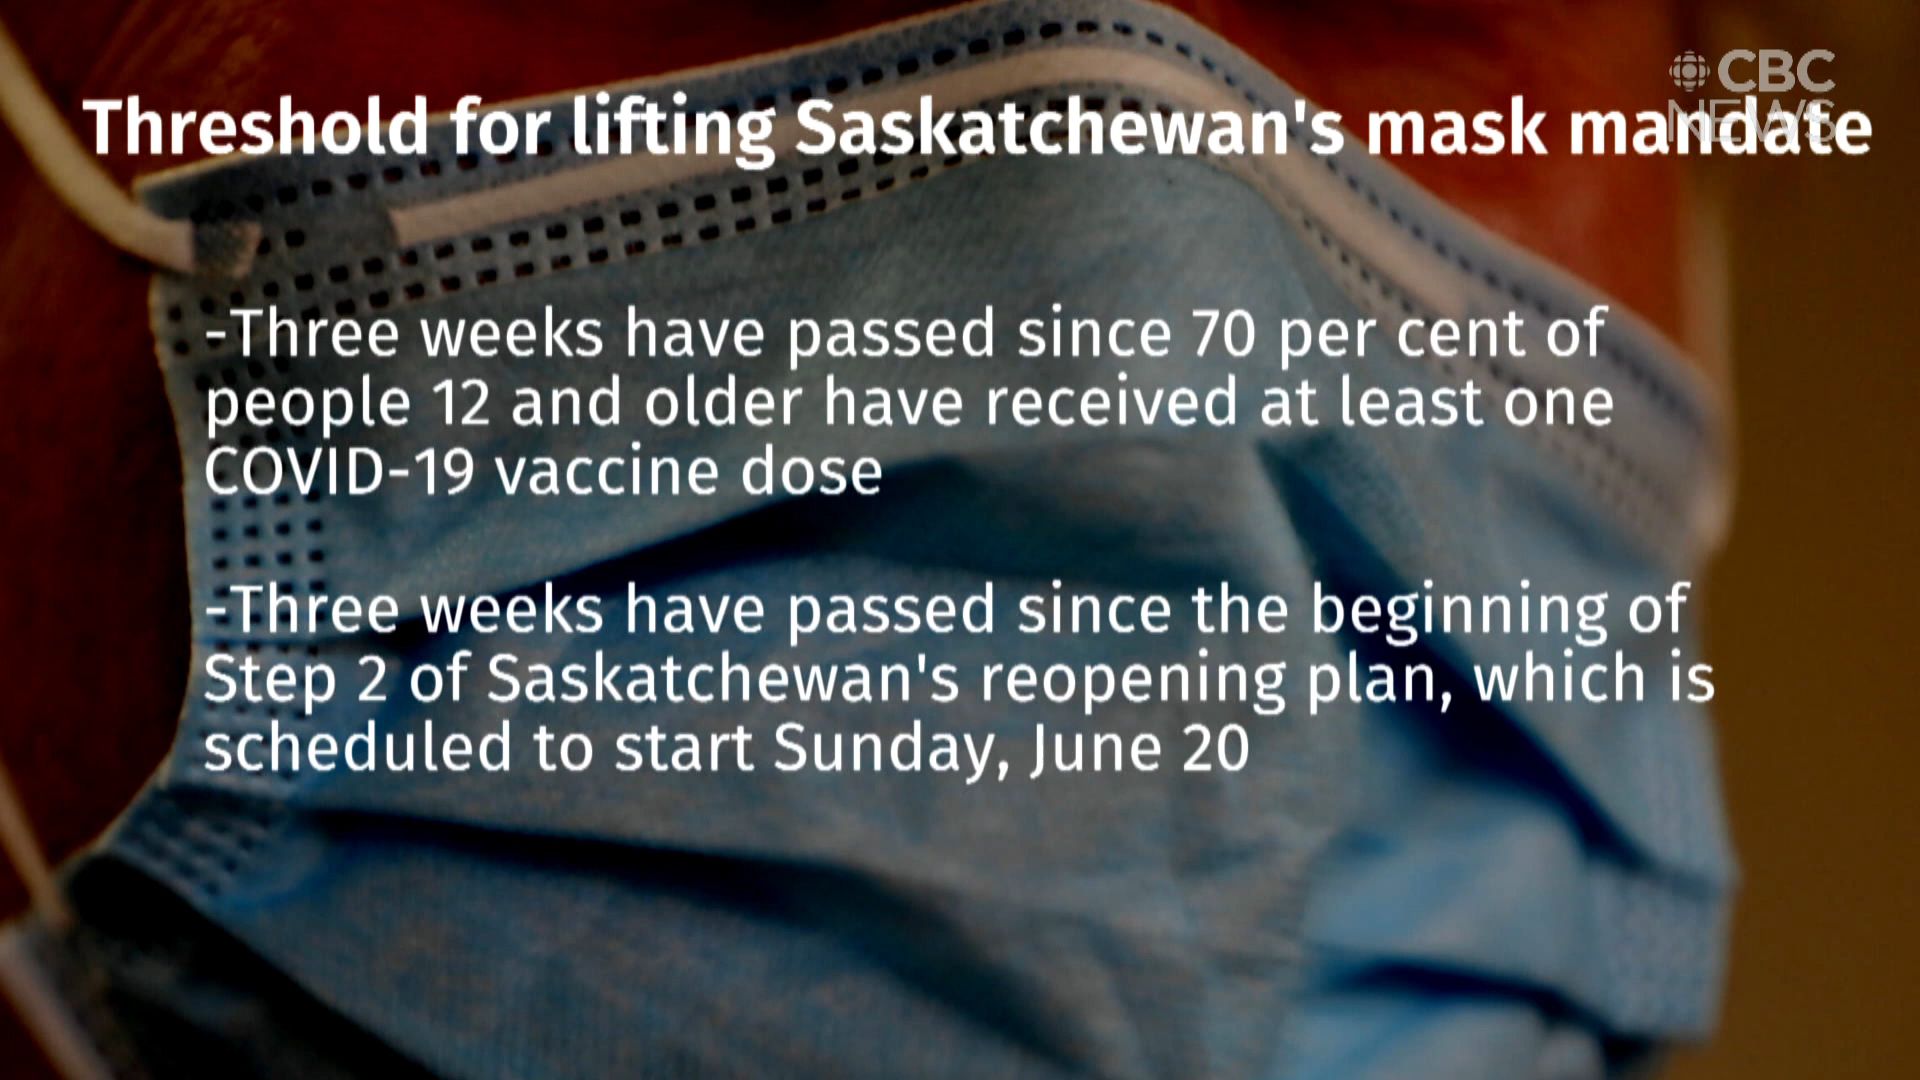 CBC
NEWS
Threshold for lifting Saskatchewan's mask mandate
-Three weeks have passed since 70 per cent of
people 12 and older have received at least one
COVID-19 vaccine dose
-Three weeks have passed since the beginning of
Step 2 of Saskatchewan's reopening plan, which is
scheduled to start Sunday, June 20